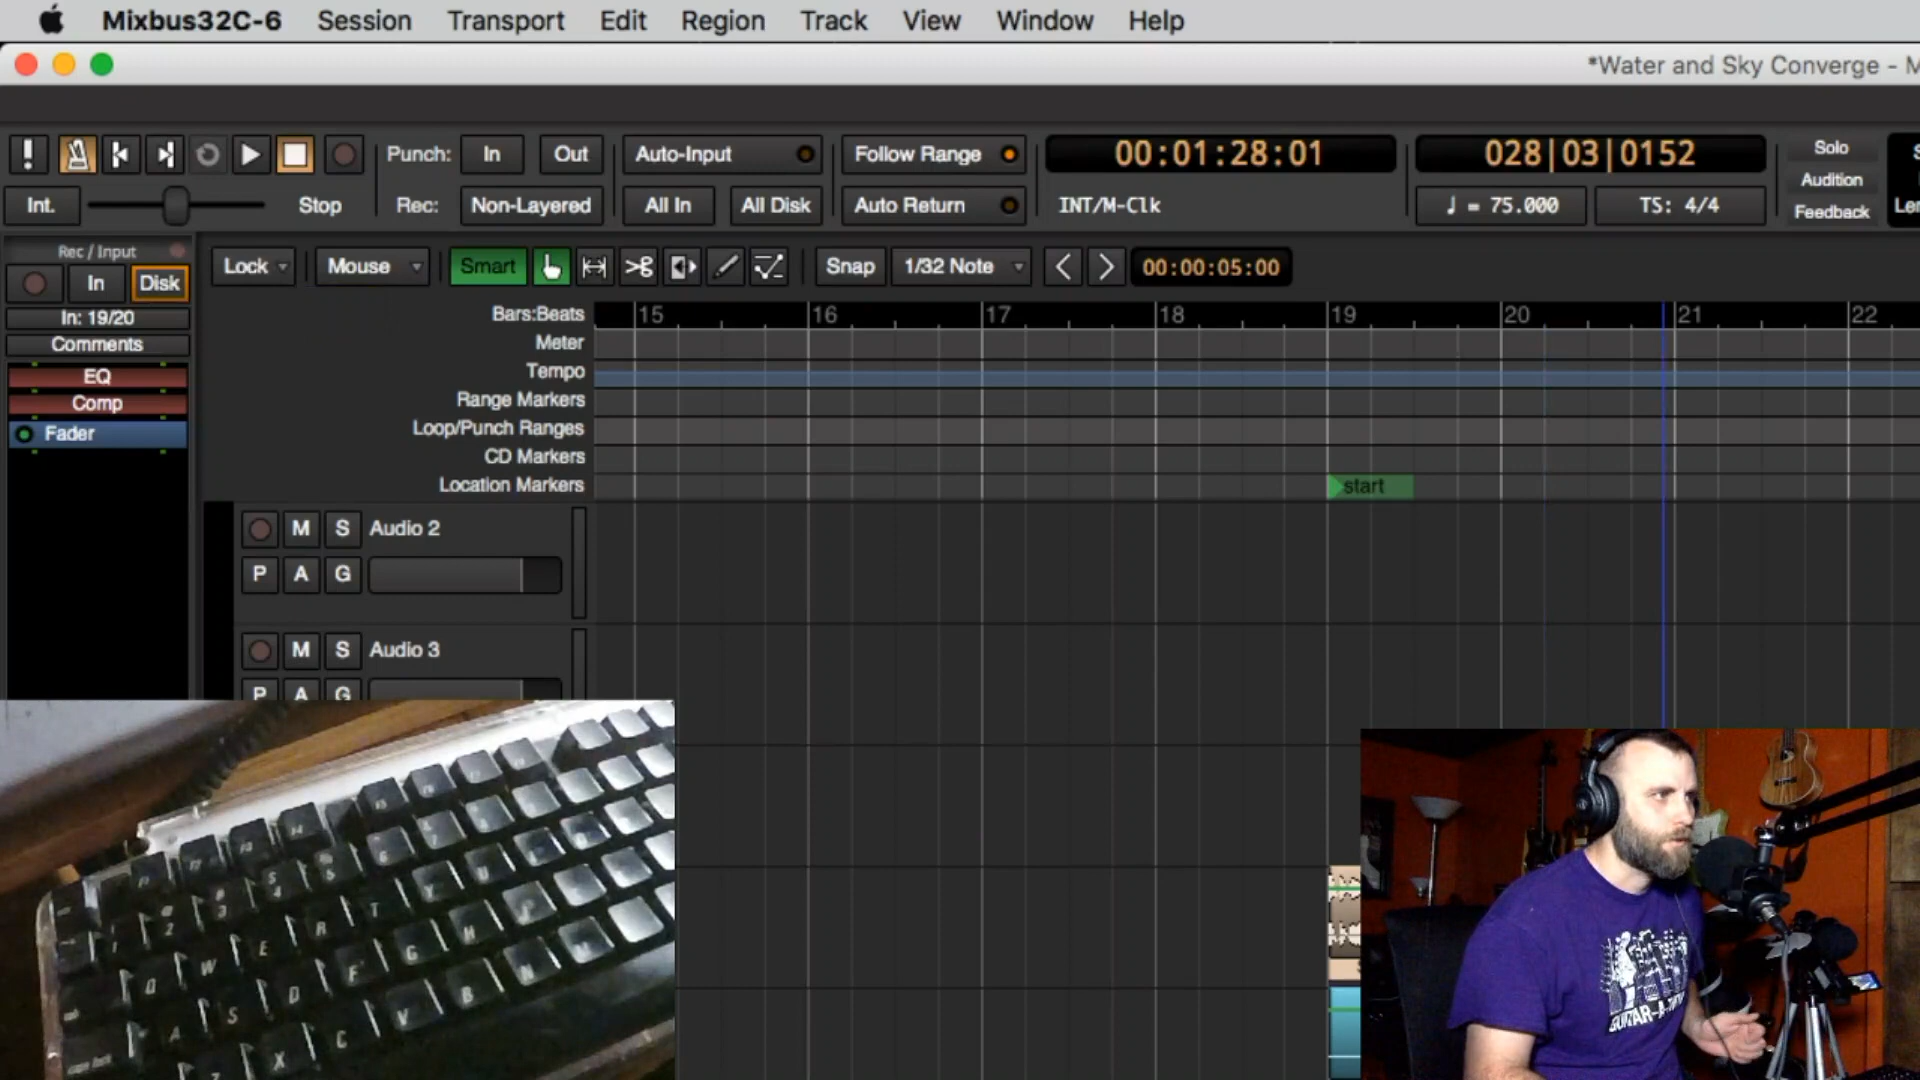 Mixbus32C-6 Session Transport Edit Region Track View Window Help
*Water and Sky Converge - M
Punch: In Out Auto-Input Follow Range 00:01:28:01 028|03|0152 Solo
Int. Stop Rec: Non-Layered All In All Disk Auto Return INT/M-Clk ♩ = 75.000 TS: 4/4 Audition
Feedback
Rec / Input
In Disk
In: 19/20
Comments
EQ
Comp
Fader
Lock Mouse Smart Snap 1/32 Note 00:00:05:00
Bars:Beats 15 16 17 18 19 20 21 22
Meter
Tempo
Range Markers
Loop/Punch Ranges
CD Markers
Location Markers start
M S Audio 2
P A G
M S Audio 3
P A G